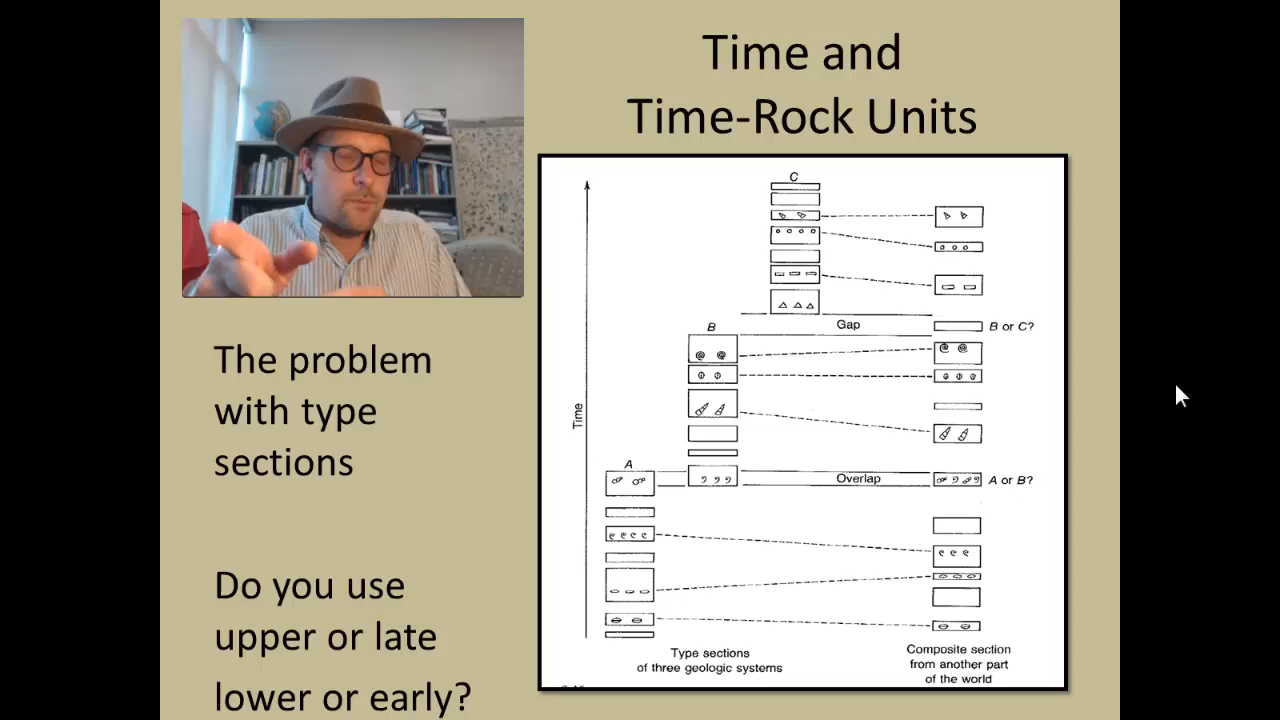 Time and
Time-Rock Units
The problem
with type
sections
Do you use
upper or late
lower or early?
C
Gap
B or C?
B
Time
A
Overlap
A or B?
Type sections
of three geologic systems
Composite section
from another part
of the world